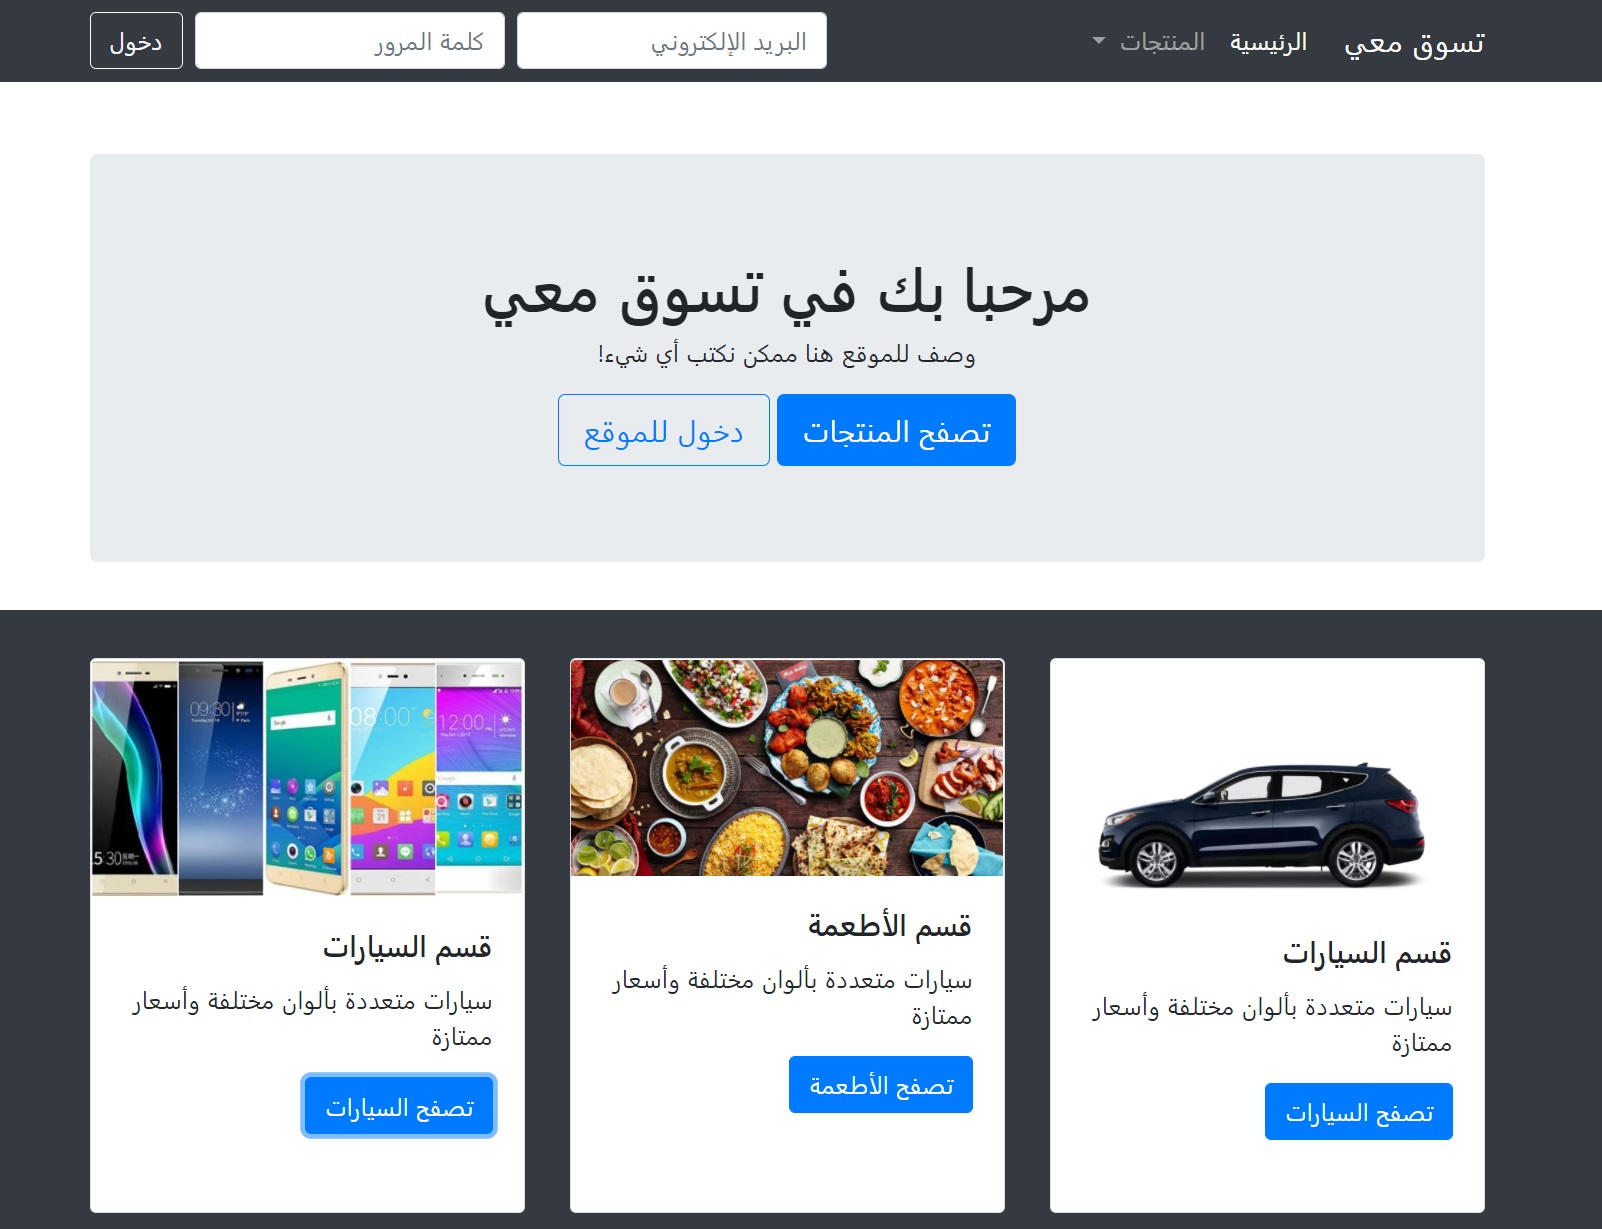 تسوق معي
الرئيسية
المنتجات
البريد الإلكتروني
كلمة المرور
دخول
مرحبا بك في تسوق معي
وصف للموقع هنا ممكن نكتب أي شيء!
تصفح المنتجات
دخول للموقع
قسم السيارات
سيارات متعددة بألوان مختلفة وأسعار
ممتازة
تصفح السيارات
قسم الأطعمة
سيارات متعددة بألوان مختلفة وأسعار
ممتازة
تصفح الأطعمة
09:30
08:00
12:00
Google
5:30
قسم السيارات
سيارات متعددة بألوان مختلفة وأسعار
ممتازة
تصفح السيارات